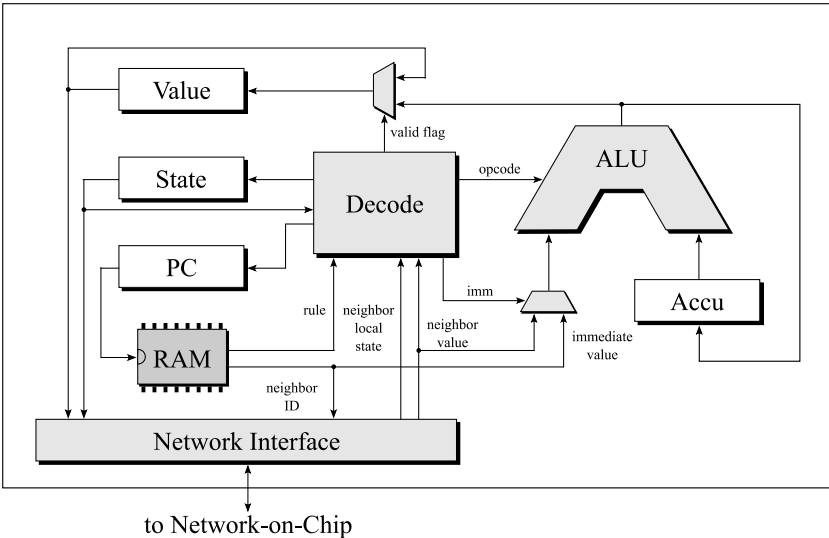 Value
valid flag
State
Decode
opcode
ALU
PC
imm
Accu
rule
neighbor
local
state
neighbor
value
immediate
value
RAM
neighbor
ID
Network Interface
to Network-on-Chip